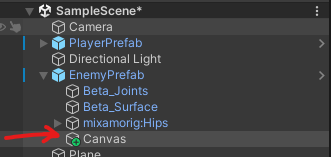 SampleScene*
Camera
PlayerPrefab
Directional Light
EnemyPrefab
Beta_Joints
Beta_Surface
mixamorig:Hips
Canvas
Plane